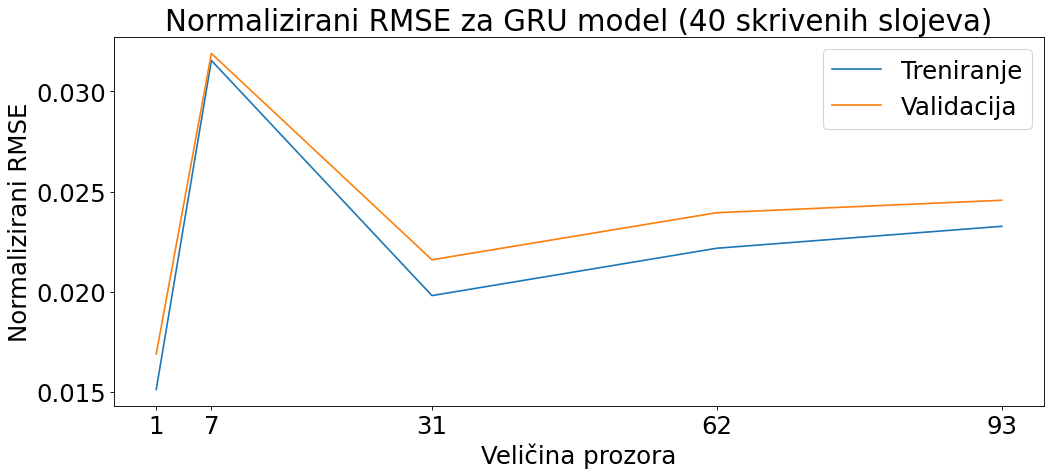 Normalizirani RMSE za GRU model (40 skrivenih slojeva)
Treniranje
Validacija
Normalizirani RMSE
0.030
0.025
0.020
0.015
1 7 31 62 93
Veličina prozora